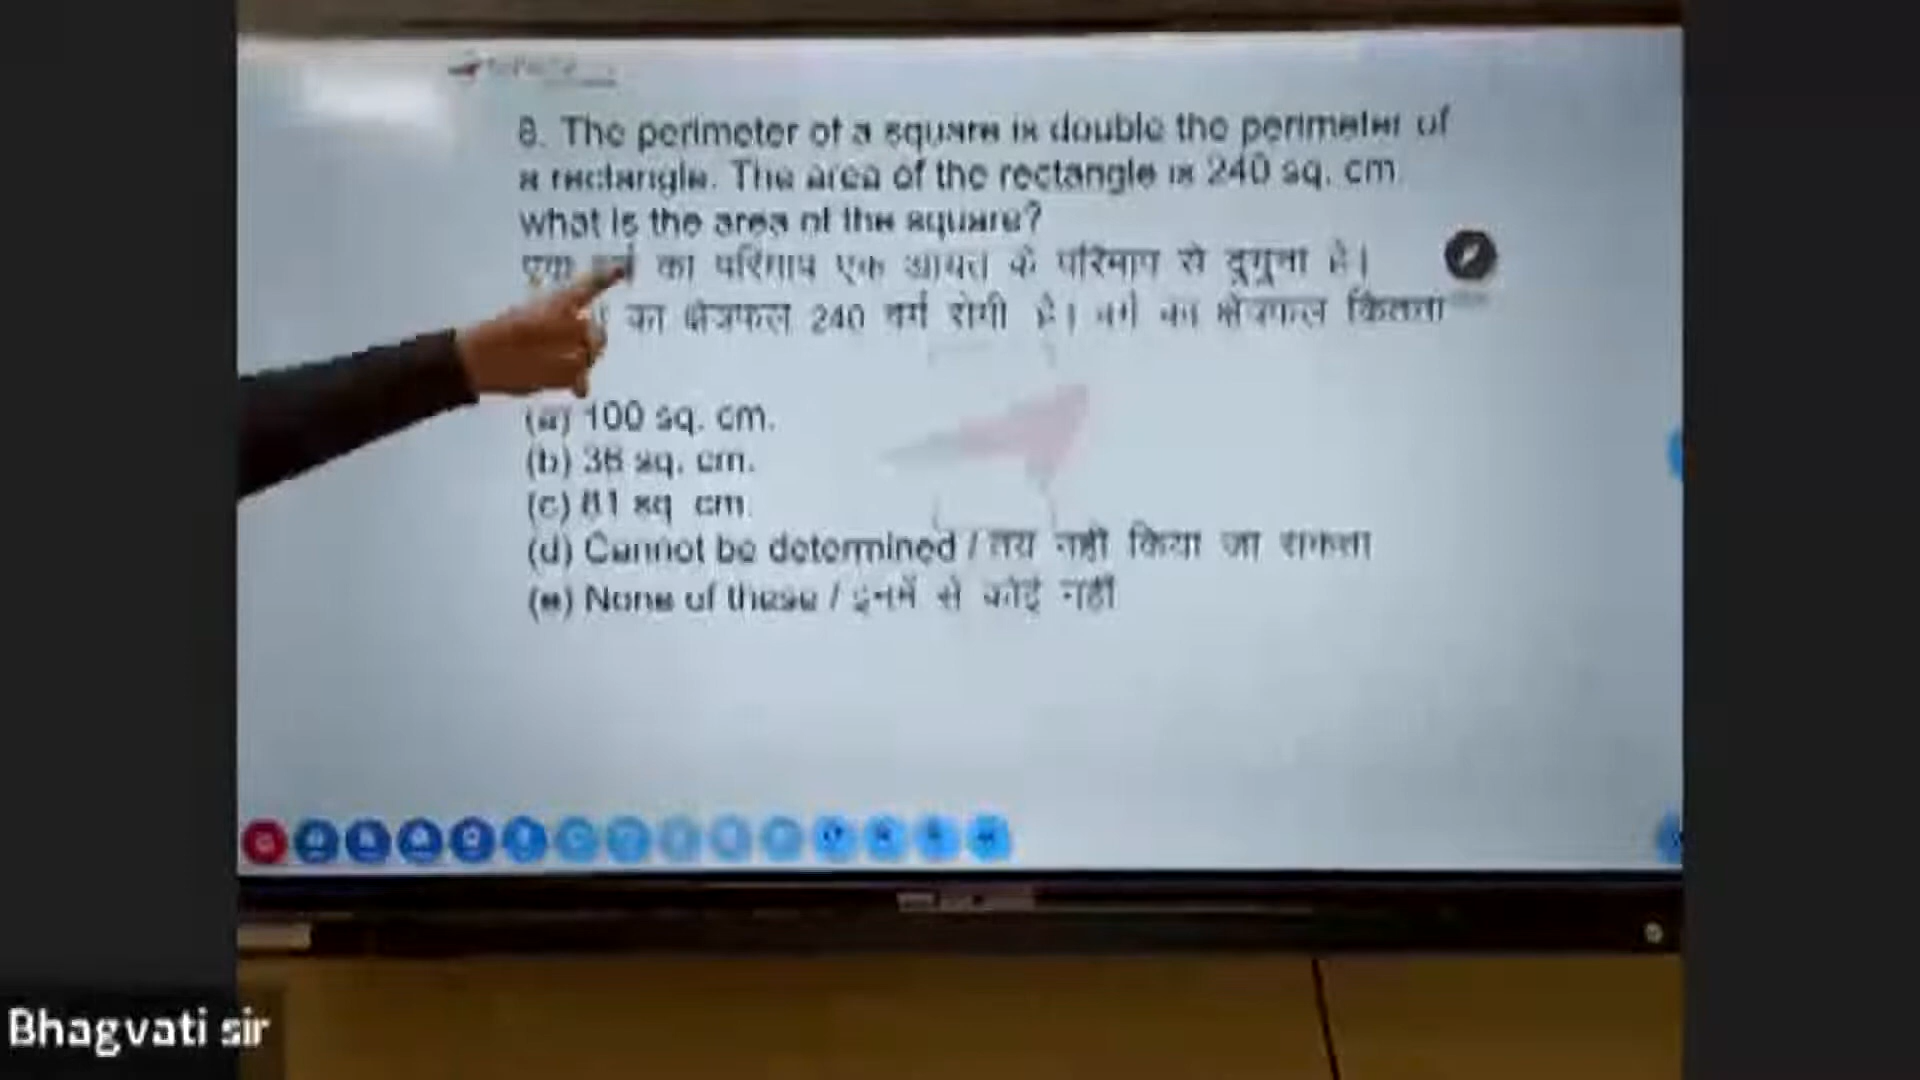 8. The perimeter of a square is double the perimeter of
a rectangle. The area of the rectangle is 240 sq. cm.
what is the area of the square?
एक वर्ग का परिमाप एक आयत के परिमाप से दुगुना है।
का क्षेत्रफल 240 वर्ग सेमी है। वर्ग का क्षेत्रफल कितना
(a) 100 sq. cm.
(b) 36 sq. cm.
(c) 81 sq cm.
(d) Cannot be determined / तय नहीं किया जा सकता
(e) None of these / इनमें से कोई नहीं
Bhagvati sir